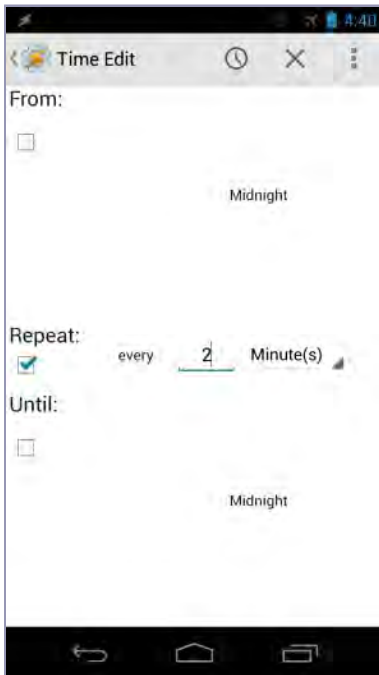 4:40
Time Edit
From:
Midnight
Repeat:
every 2 Minute(s)
Until:
Midnight